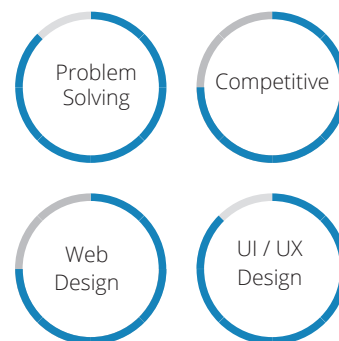 Problem
Solving
Competitive
Web
Design
UI / UX
Design